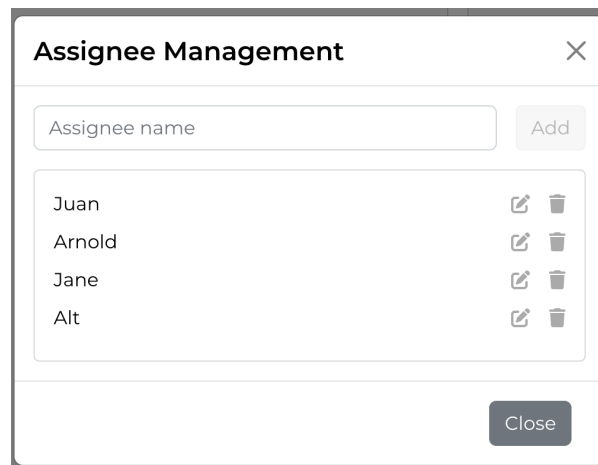 Assignee Management
Assignee name
Add
Juan
Arnold
Jane
Alt
Close